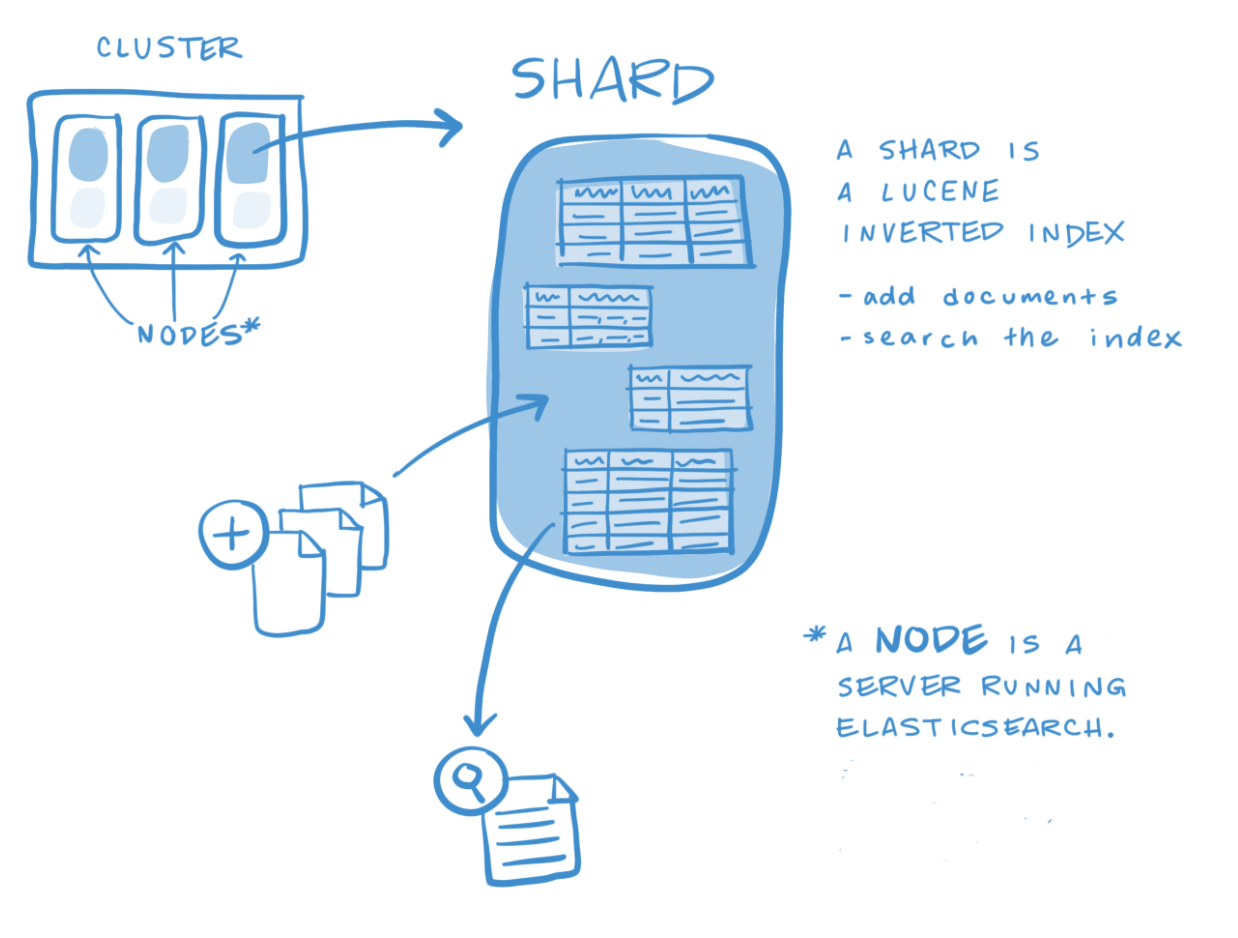 CLUSTER
NODES*
SHARD
A SHARD IS
A LUCENE
INVERTED INDEX
- add documents
- search the index
* A NODE IS A
SERVER RUNNING
ELASTICSEARCH.